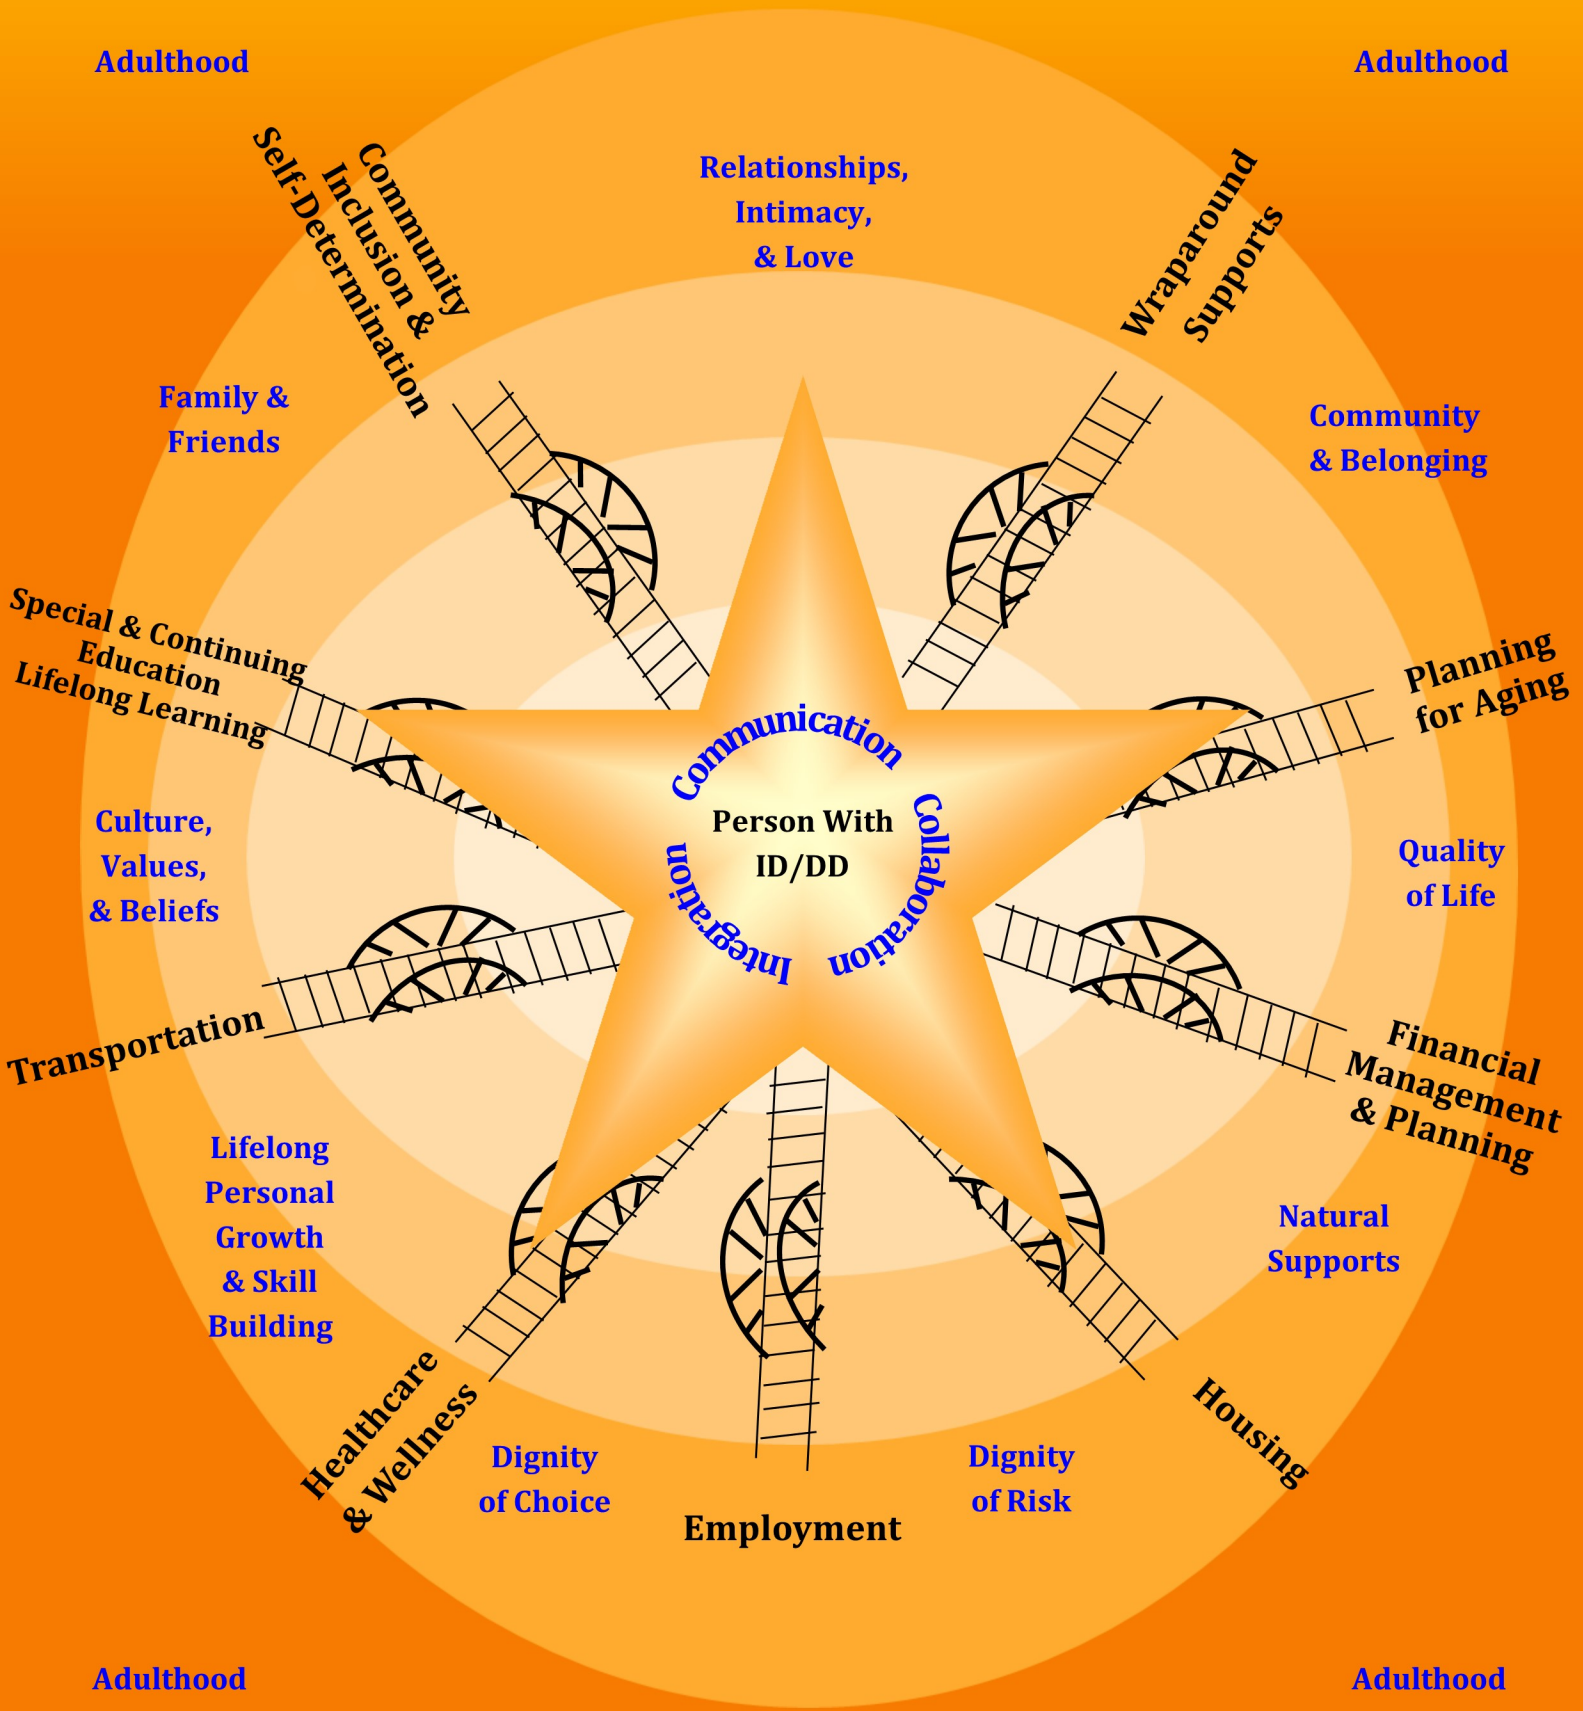 Adulthood
Adulthood
Relationships,
Intimacy,
& Love
Community
Inclusion &
Self-Determination
Wraparound
Supports
Family &
Friends
Community
& Belonging
Special & Continuing
Education
Lifelong Learning
Planning
for Aging
Communication
Collaboration
Integration
Person With
ID/DD
Culture,
Values,
& Beliefs
Quality
of Life
Transportation
Financial
Management
& Planning
Lifelong
Personal
Growth
& Skill
Building
Natural
Supports
Healthcare
& Wellness
Housing
Dignity
of Choice
Dignity
of Risk
Employment
Adulthood
Adulthood